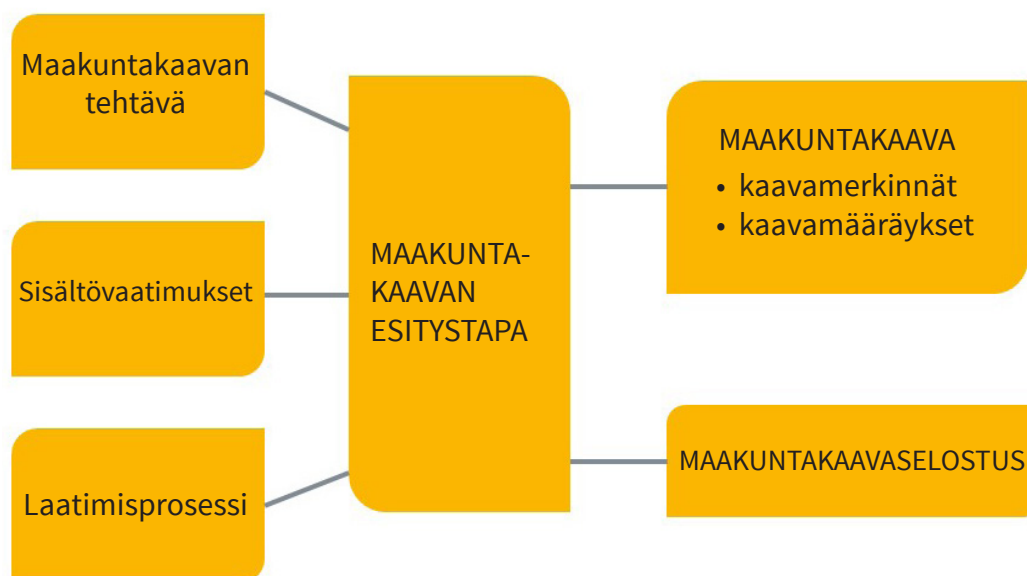 Maakuntakaavan
tehtävä
Sisältövaatimukset
Laatimisprosessi
MAAKUNTA-
KAAVAN
ESITYSTAPA
MAAKUNTAKAAVA
• kaavamerkinnät
• kaavamääräykset
MAAKUNTAKAAVASELOSTUS